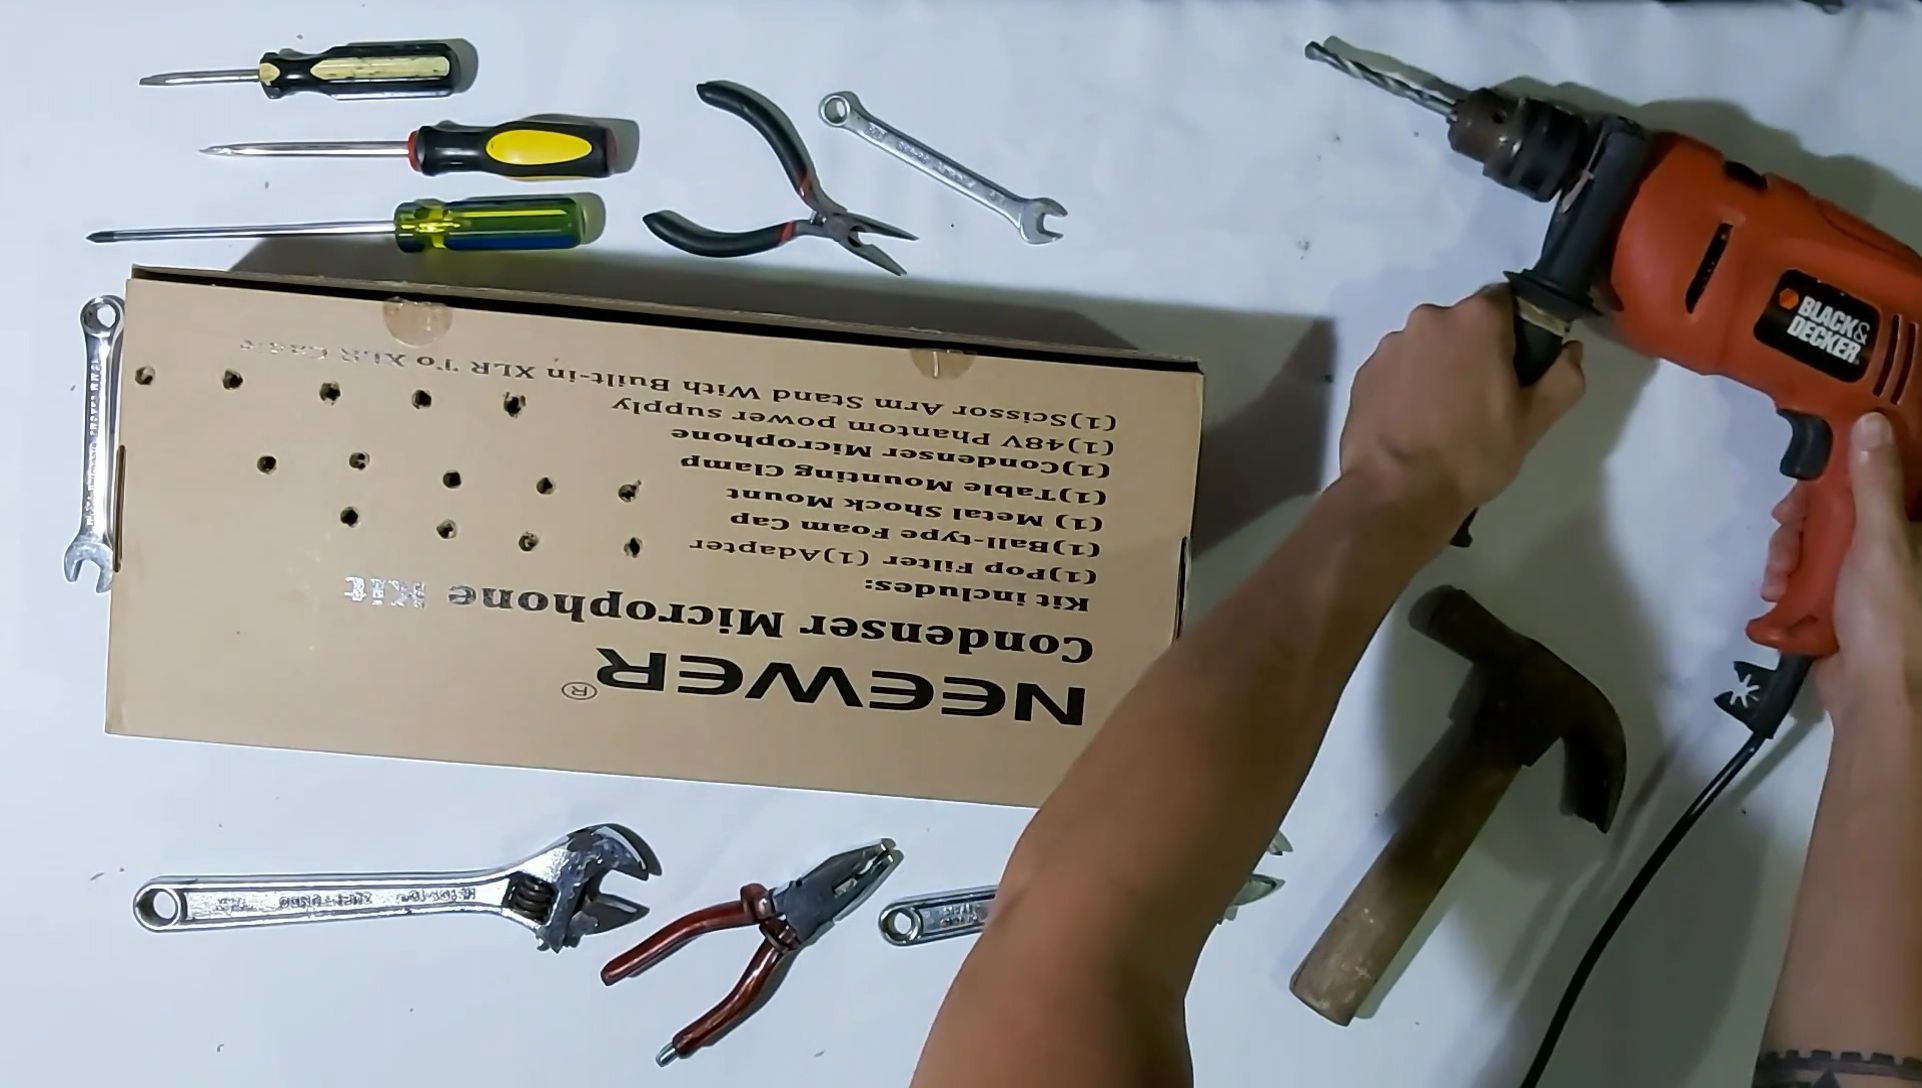 NEEWER®
Condenser Microphone Kit
Kit includes:
(1)Pop Filter (1)Adapter
(1)Ball-type Foam Cap
(1) Metal Shock Mount
(1)Table Mounting Clamp
(1)Condenser Microphone
(1)48V Phantom power supply
(1)Scissor Arm Stand With Built-in XLR To XLR Cable
BLACK&
DECKER